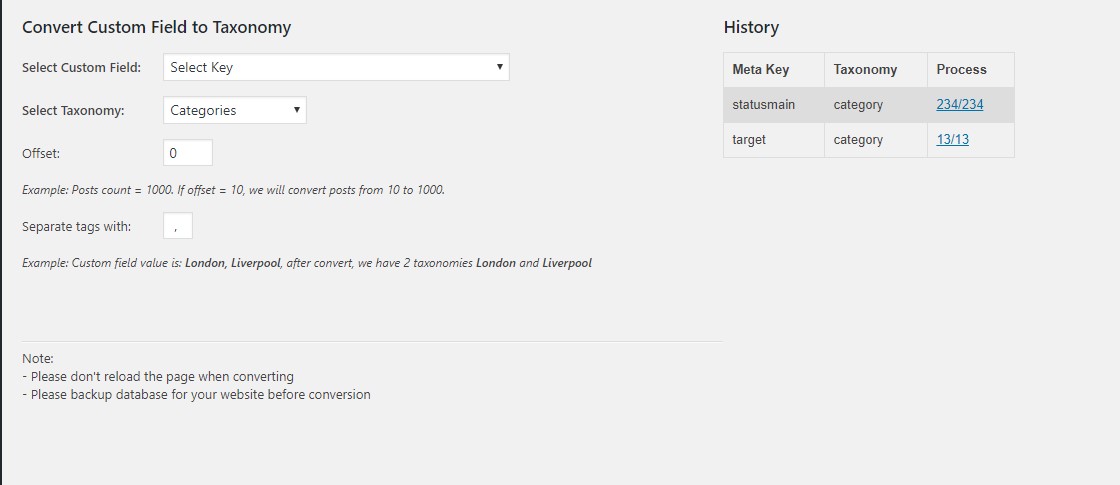 Convert Custom Field to Taxonomy
Select Custom Field: Select Key
Select Taxonomy: Categories
Offset: 0
Example: Posts count = 1000. If offset = 10, we will convert posts from 10 to 1000.
Separate tags with: ,
Example: Custom field value is: London, Liverpool, after convert, we have 2 taxonomies London and Liverpool
Note:
- Please don't reload the page when converting
- Please backup database for your website before conversion
History
Meta Key Taxonomy Process
statusmain category 234/234
target category 13/13